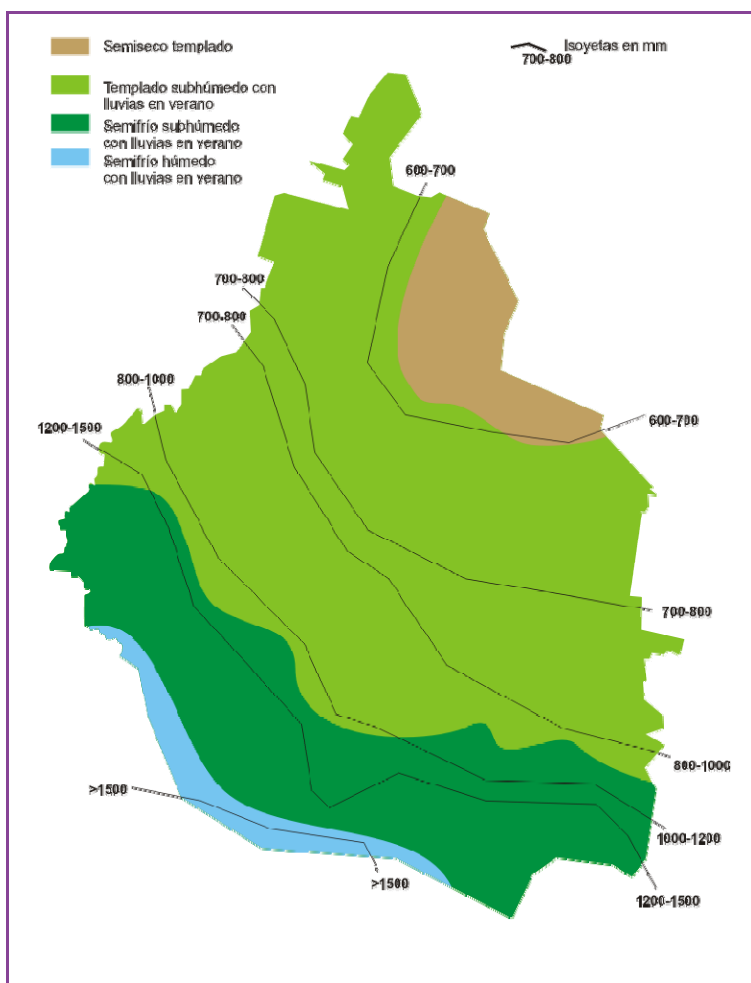 Semiseco templado
Isoyetas en mm
700-800
Templado subhúmedo con
lluvias en verano
Semifrío subhúmedo
con lluvias en verano
Semifrío húmedo
con lluvias en verano
600-700
700-800
700-800
800-1000
1200-1500
600-700
700-800
800-1000
>1500
1000-1200
>1500
1200-1500